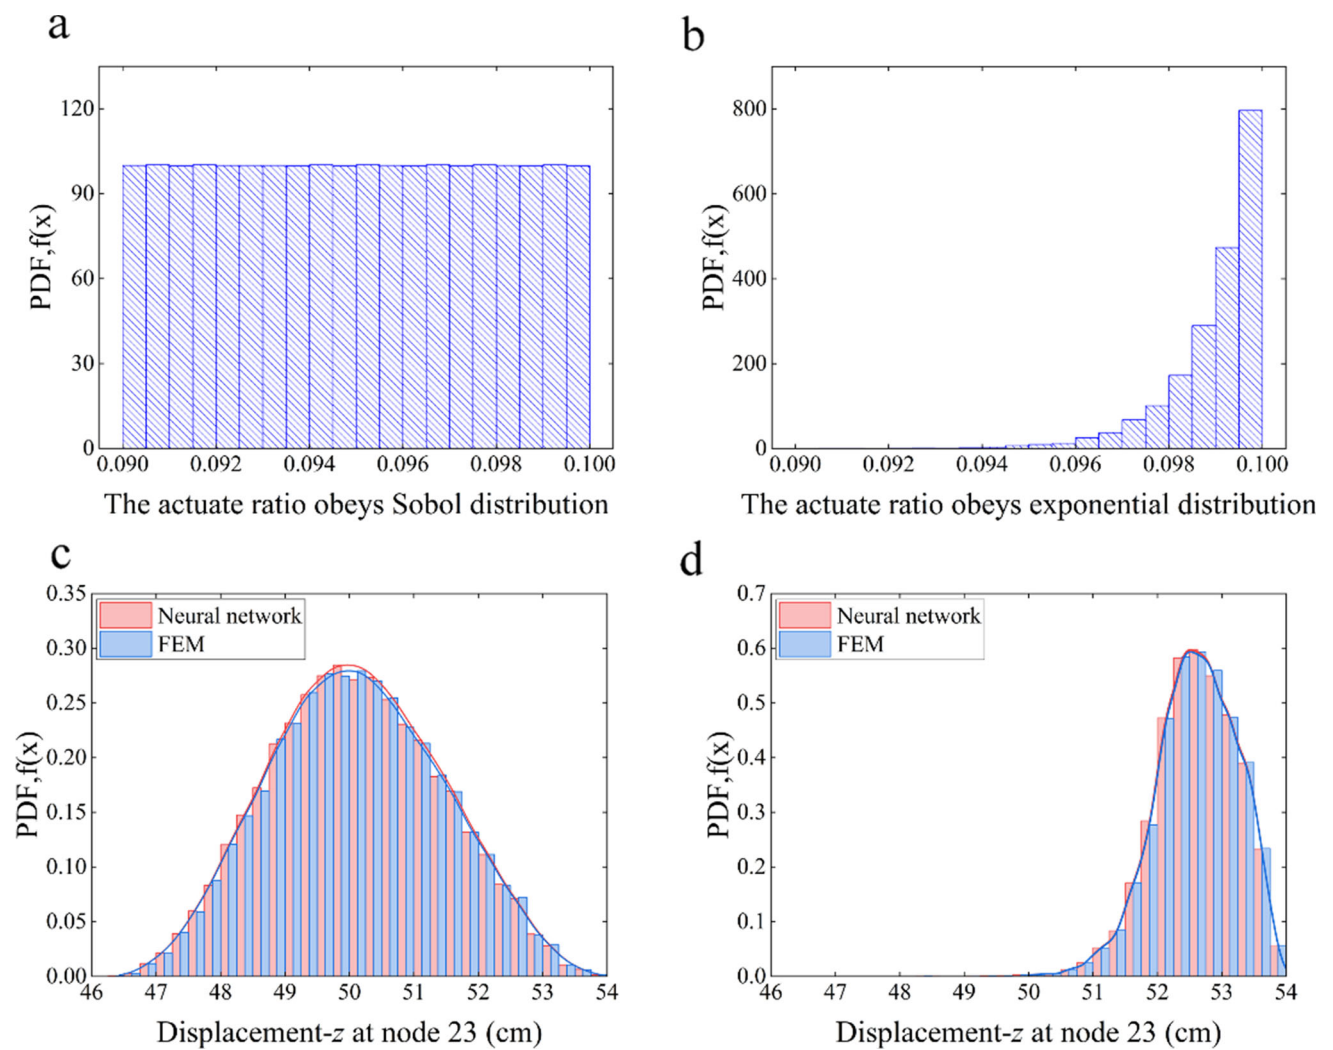 a
120
90
60
30
0
PDF,f(x)
0.090 0.092 0.094 0.096 0.098 0.100
The actuate ratio obeys Sobol distribution
b
800
600
400
200
0
PDF,f(x)
0.090 0.092 0.094 0.096 0.098 0.100
The actuate ratio obeys exponential distribution
c
0.35
0.30
0.25
0.20
0.15
0.10
0.05
0.00
PDF,f(x)
Neural network
FEM
46 47 48 49 50 51 52 53 54
Displacement-z at node 23 (cm)
d
0.7
0.6
0.5
0.4
0.3
0.2
0.1
0.0
PDF,f(x)
Neural network
FEM
46 46 48 49 50 51 52 53 54
Displacement-z at node 23 (cm)